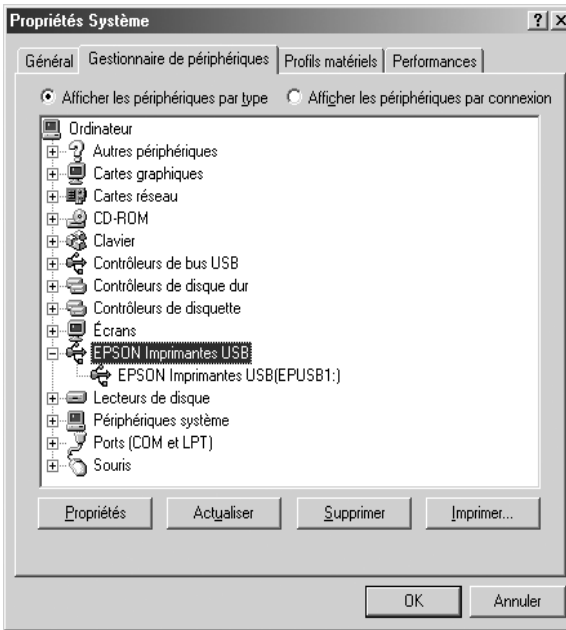 Propriétés Système
Général Gestionnaire de périphériques Profils matériels Performances
Afficher les périphériques par type Afficher les périphériques par connexion
Ordinateur
Autres périphériques
Cartes graphiques
Cartes réseau
CD-ROM
Clavier
Contrôleurs de bus USB
Contrôleurs de disque dur
Contrôleurs de disquette
Écrans
EPSON Imprimantes USB
EPSON Imprimantes USB(EPUSB1:)
Lecteurs de disque
Périphériques système
Ports (COM et LPT)
Souris
Propriétés Actualiser Supprimer Imprimer...
OK Annuler